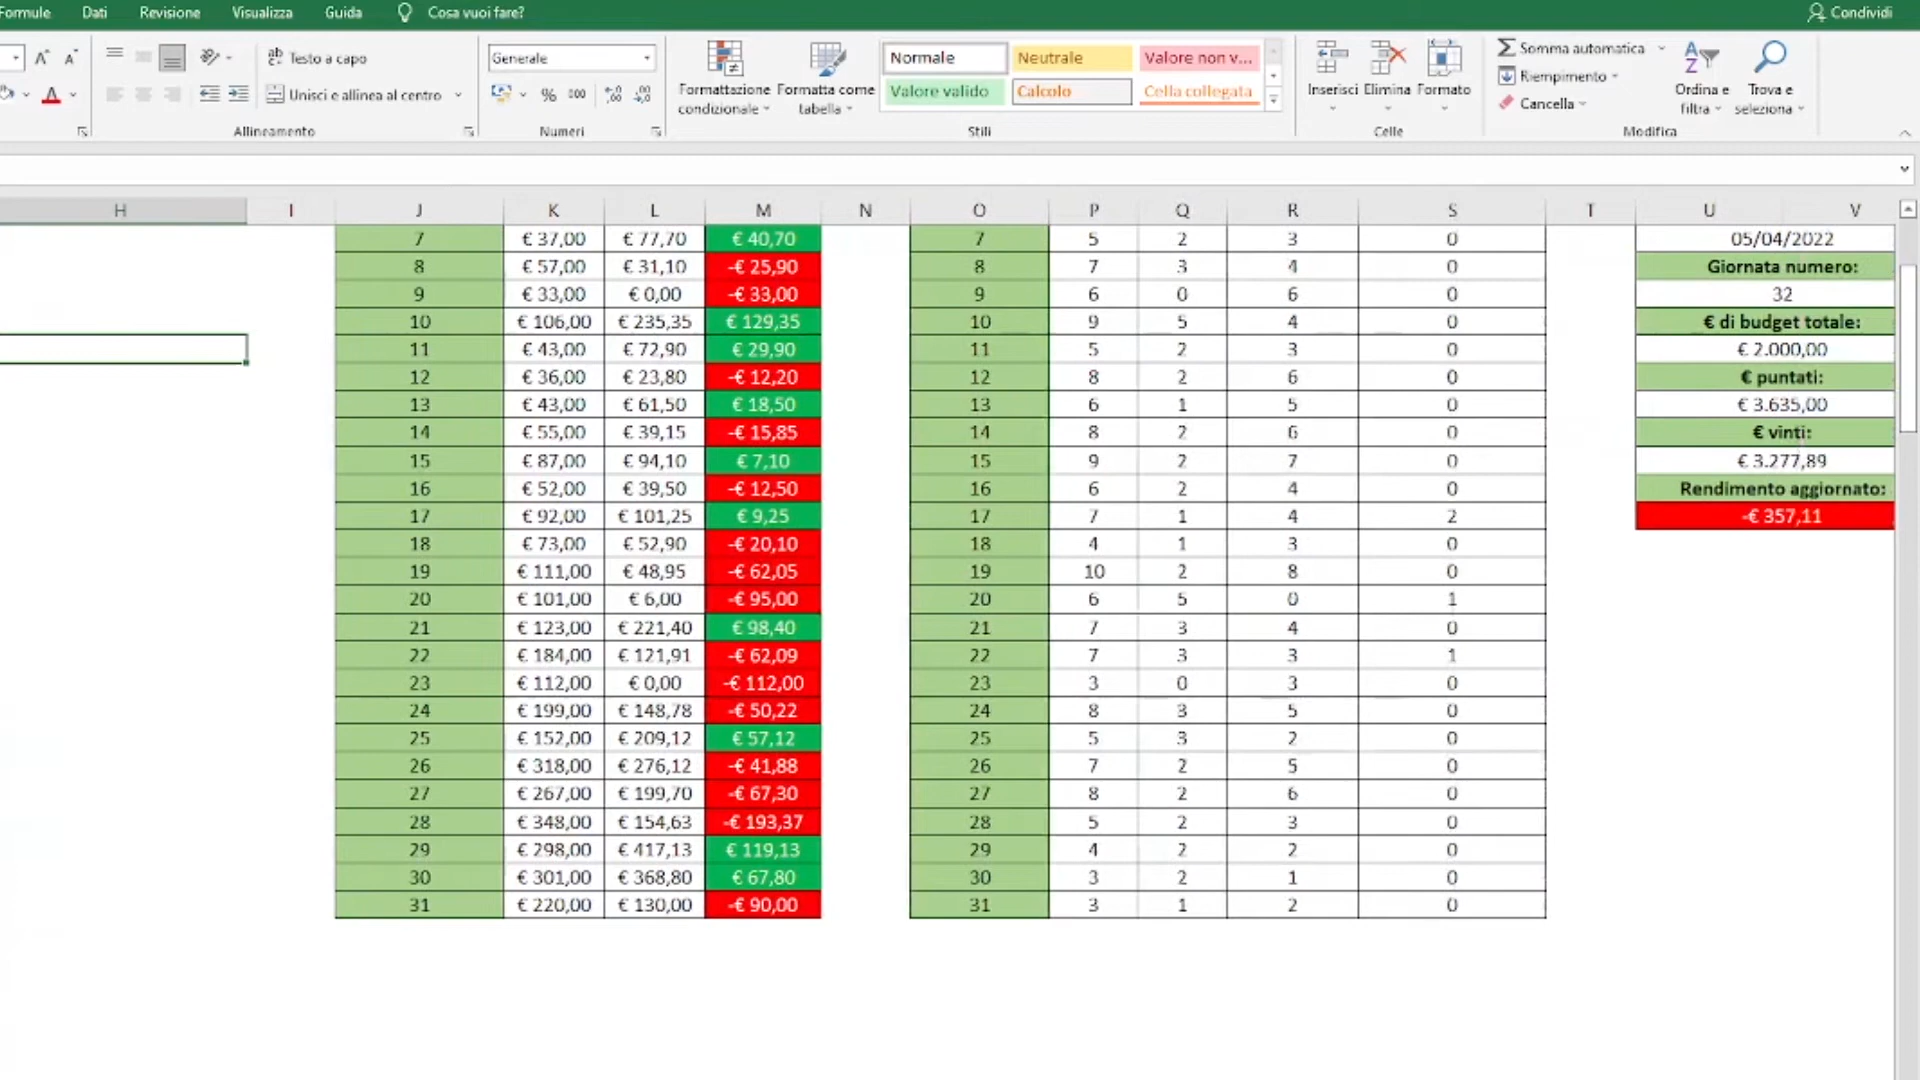 Formule Dati Revisione Visualizza Guida Cosa vuoi fare? Condividi
Testo a capo Generale Normale Neutrale Valore non v... Somma automatica
Formattazione condizionale Formatta come tabella Inserisci Elimina Formato Riempimento Ordina e filtra Trova e seleziona
Unisci e allinea al centro % 000 Valore valido Calcolo Cella collegata Cancella
Allineamento Numeri Stili Celle Modifica
H I J K L M N O P Q R S T U V
7 € 37,00 € 77,70 € 40,70 7 5 2 3 0 05/04/2022
8 € 57,00 € 31,10 -€ 25,90 8 7 3 4 0 Giornata numero:
9 € 33,00 € 0,00 -€ 33,00 9 6 0 6 0 32
10 € 106,00 € 235,35 € 129,35 10 9 5 4 0 € di budget totale:
11 € 43,00 € 72,90 € 29,90 11 5 2 3 0 € 2.000,00
12 € 36,00 € 23,80 -€ 12,20 12 8 2 6 0 € puntati:
13 € 43,00 € 61,50 € 18,50 13 6 1 5 0 € 3.635,00
14 € 55,00 € 39,15 -€ 15,85 14 8 2 6 0 € vinti:
15 € 87,00 € 94,10 € 7,10 15 9 2 7 0 € 3.277,89
16 € 52,00 € 39,50 -€ 12,50 16 6 2 4 0 Rendimento aggiornato:
17 € 92,00 € 101,25 € 9,25 17 7 1 4 2 -€ 357,11
18 € 73,00 € 52,90 -€ 20,10 18 4 1 3 0
19 € 111,00 € 48,95 -€ 62,05 19 10 2 8 0
20 € 101,00 € 6,00 -€ 95,00 20 6 5 0 1
21 € 123,00 € 221,40 € 98,40 21 7 3 4 0
22 € 184,00 € 121,91 -€ 62,09 22 7 3 3 1
23 € 112,00 € 0,00 -€ 112,00 23 3 0 3 0
24 € 199,00 € 148,78 -€ 50,22 24 8 3 5 0
25 € 152,00 € 209,12 € 57,12 25 5 3 2 0
26 € 318,00 € 276,12 -€ 41,88 26 7 2 5 0
27 € 267,00 € 199,70 -€ 67,30 27 8 2 6 0
28 € 348,00 € 154,63 -€ 193,37 28 5 2 3 0
29 € 298,00 € 417,13 € 119,13 29 4 2 2 0
30 € 301,00 € 368,80 € 67,80 30 3 2 1 0
31 € 220,00 € 130,00 -€ 90,00 31 3 1 2 0